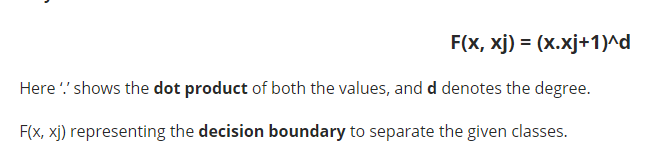 F(x, xj) = (x.xj+1)^d
Here '.' shows the dot product of both the values, and d denotes the degree.
F(x, xj) representing the decision boundary to separate the given classes.